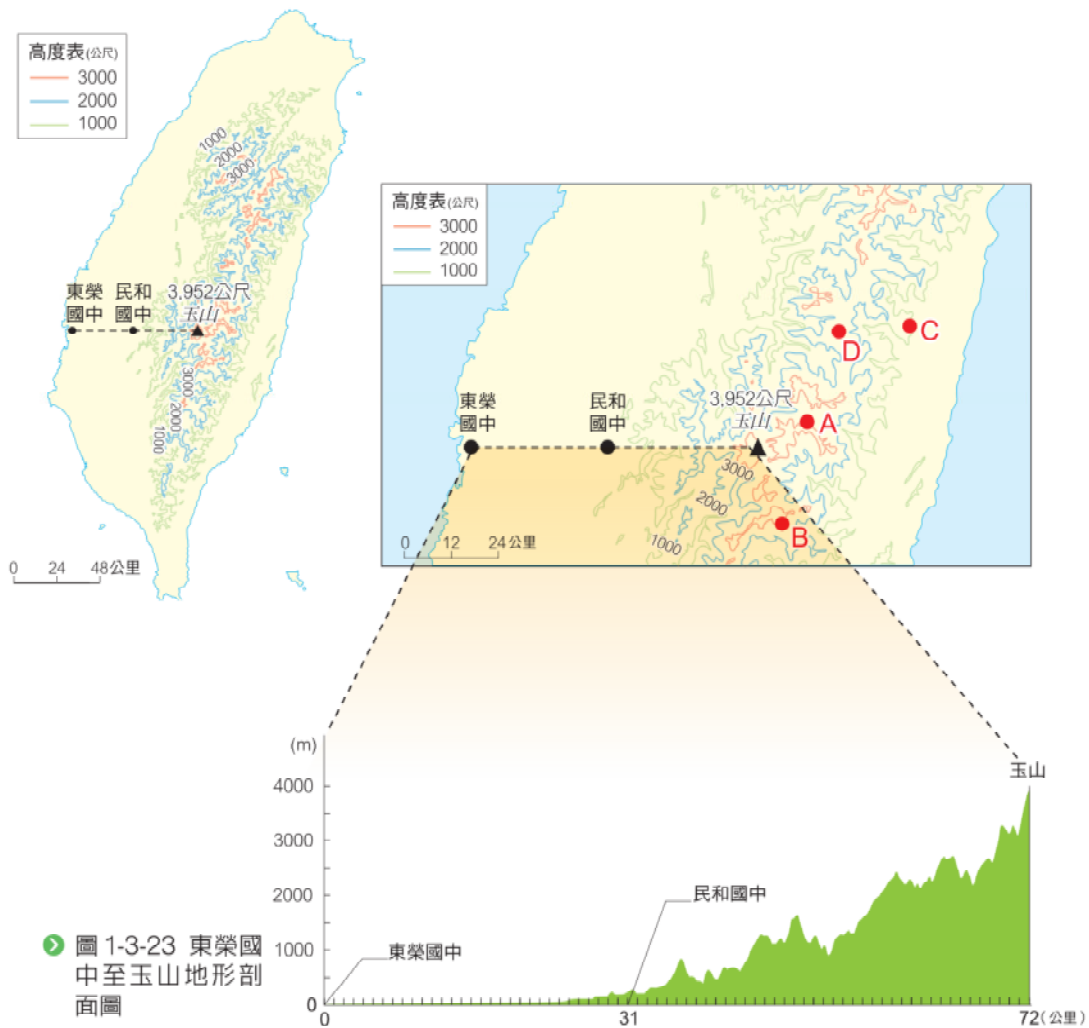 高度表(公尺)
3000
2000
1000
1000
2000
3000
東榮
國中
民和
國中
3,952公尺
玉山
3000
2000
1000
0 24 48公里
高度表(公尺)
3000
2000
1000
D
C
A
B
東榮
國中
民和
國中
3,952公尺
玉山
3000
2000
1000
0 12 24公里
(m)
玉山
4000
3000
2000
1000
0
東榮國中
民和國中
0 31 72(公里)
圖1-3-23 東榮國
中至玉山地形剖
面圖